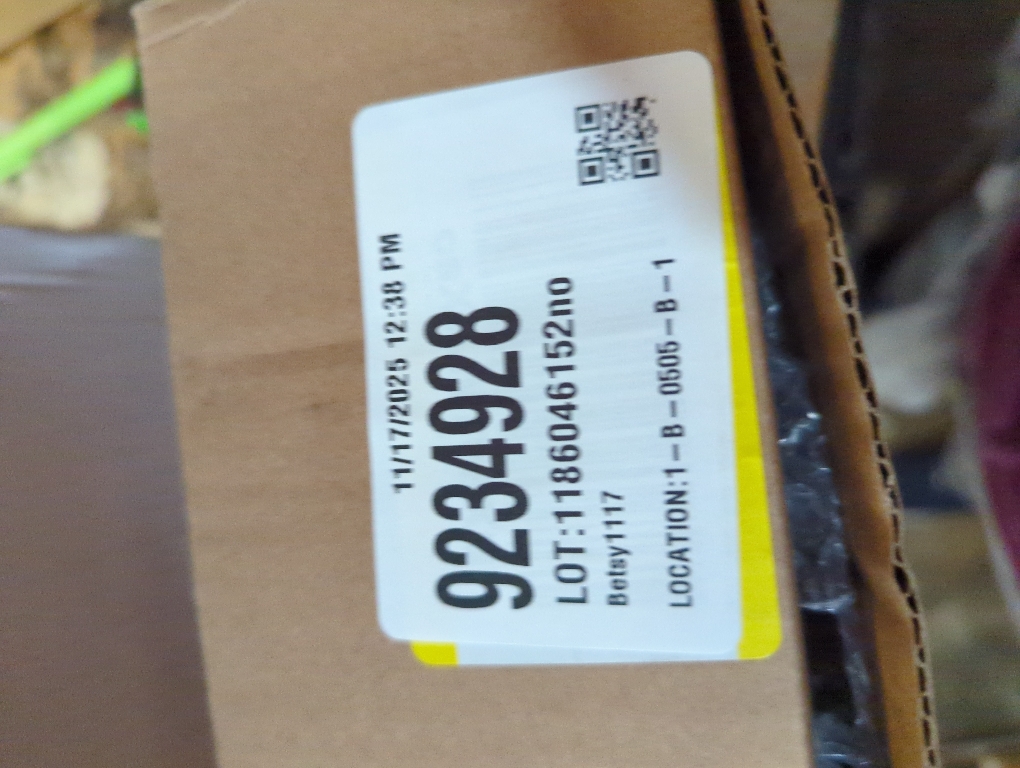 11/17/2025 12:38 PM
9234928
LOT:1186046152no
Betsy1117
LOCATION:1-B-0505-B-1